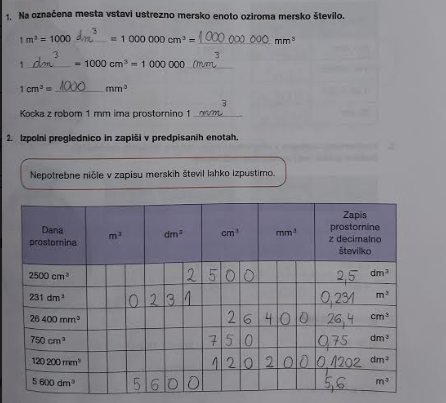 1. Na označena mesta vstavi ustrezno mersko enoto oziroma mersko število.
1 m³ = 1000 dm³ = 1 000 000 cm³ = 1 000 000 000 mm³
1 dm³ = 1000 cm³ = 1 000 000 mm³
1 cm³ = 1000 mm³
Kocka z robom 1 mm ima prostornino 1 mm³
2. Izpolni preglednico in zapiši v predpisanih enotah.
Nepotrebne ničle v zapisu merskih števil lahko izpustimo.
Dana prostornina m³ dm³ cm³ mm³ Zapis prostornine z decimalno številko
2500 cm³ 2 5 0 0 2,5 dm³
231 dm³ 0 2 3 1 0,231 m³
26 400 mm³ 2 6 4 0 0 26,4 cm³
750 cm³ 7 5 0 0,75 dm³
120 200 mm³ 1 2 0 2 0 0 0,1202 dm³
5 600 dm³ 5 6 0 0 5,6 m³